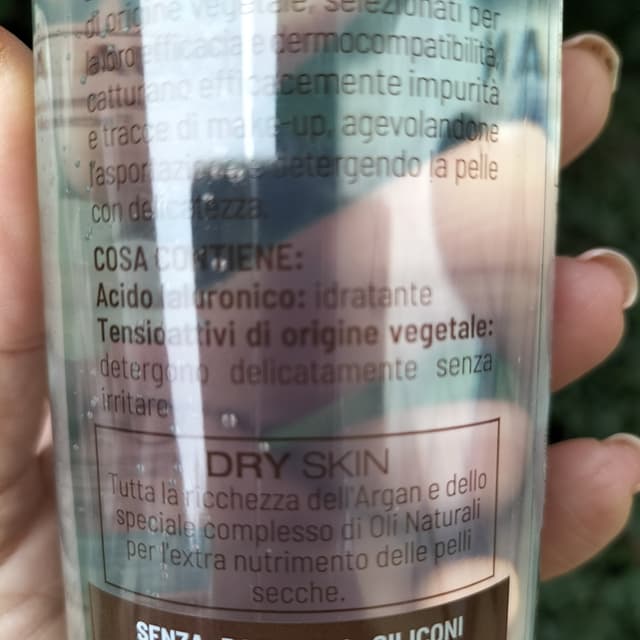 di origine vegetale, selezionati per
la loro efficacia e dermocompatibilità,
catturano efficacemente impurità
e tracce di make-up, agevolandone
l'asportazione e detergendo la pelle
con delicatezza.
COSA CONTIENE:
Acido Ialuronico: idratante
Tensioattivi di origine vegetale:
detergono delicatamente senza
irritare
DRY SKIN
Tutta la ricchezza dell'Argan e dello
speciale complesso di Oli Naturali
per l'extra nutrimento delle pelli
secche.
SENZA SILICONI